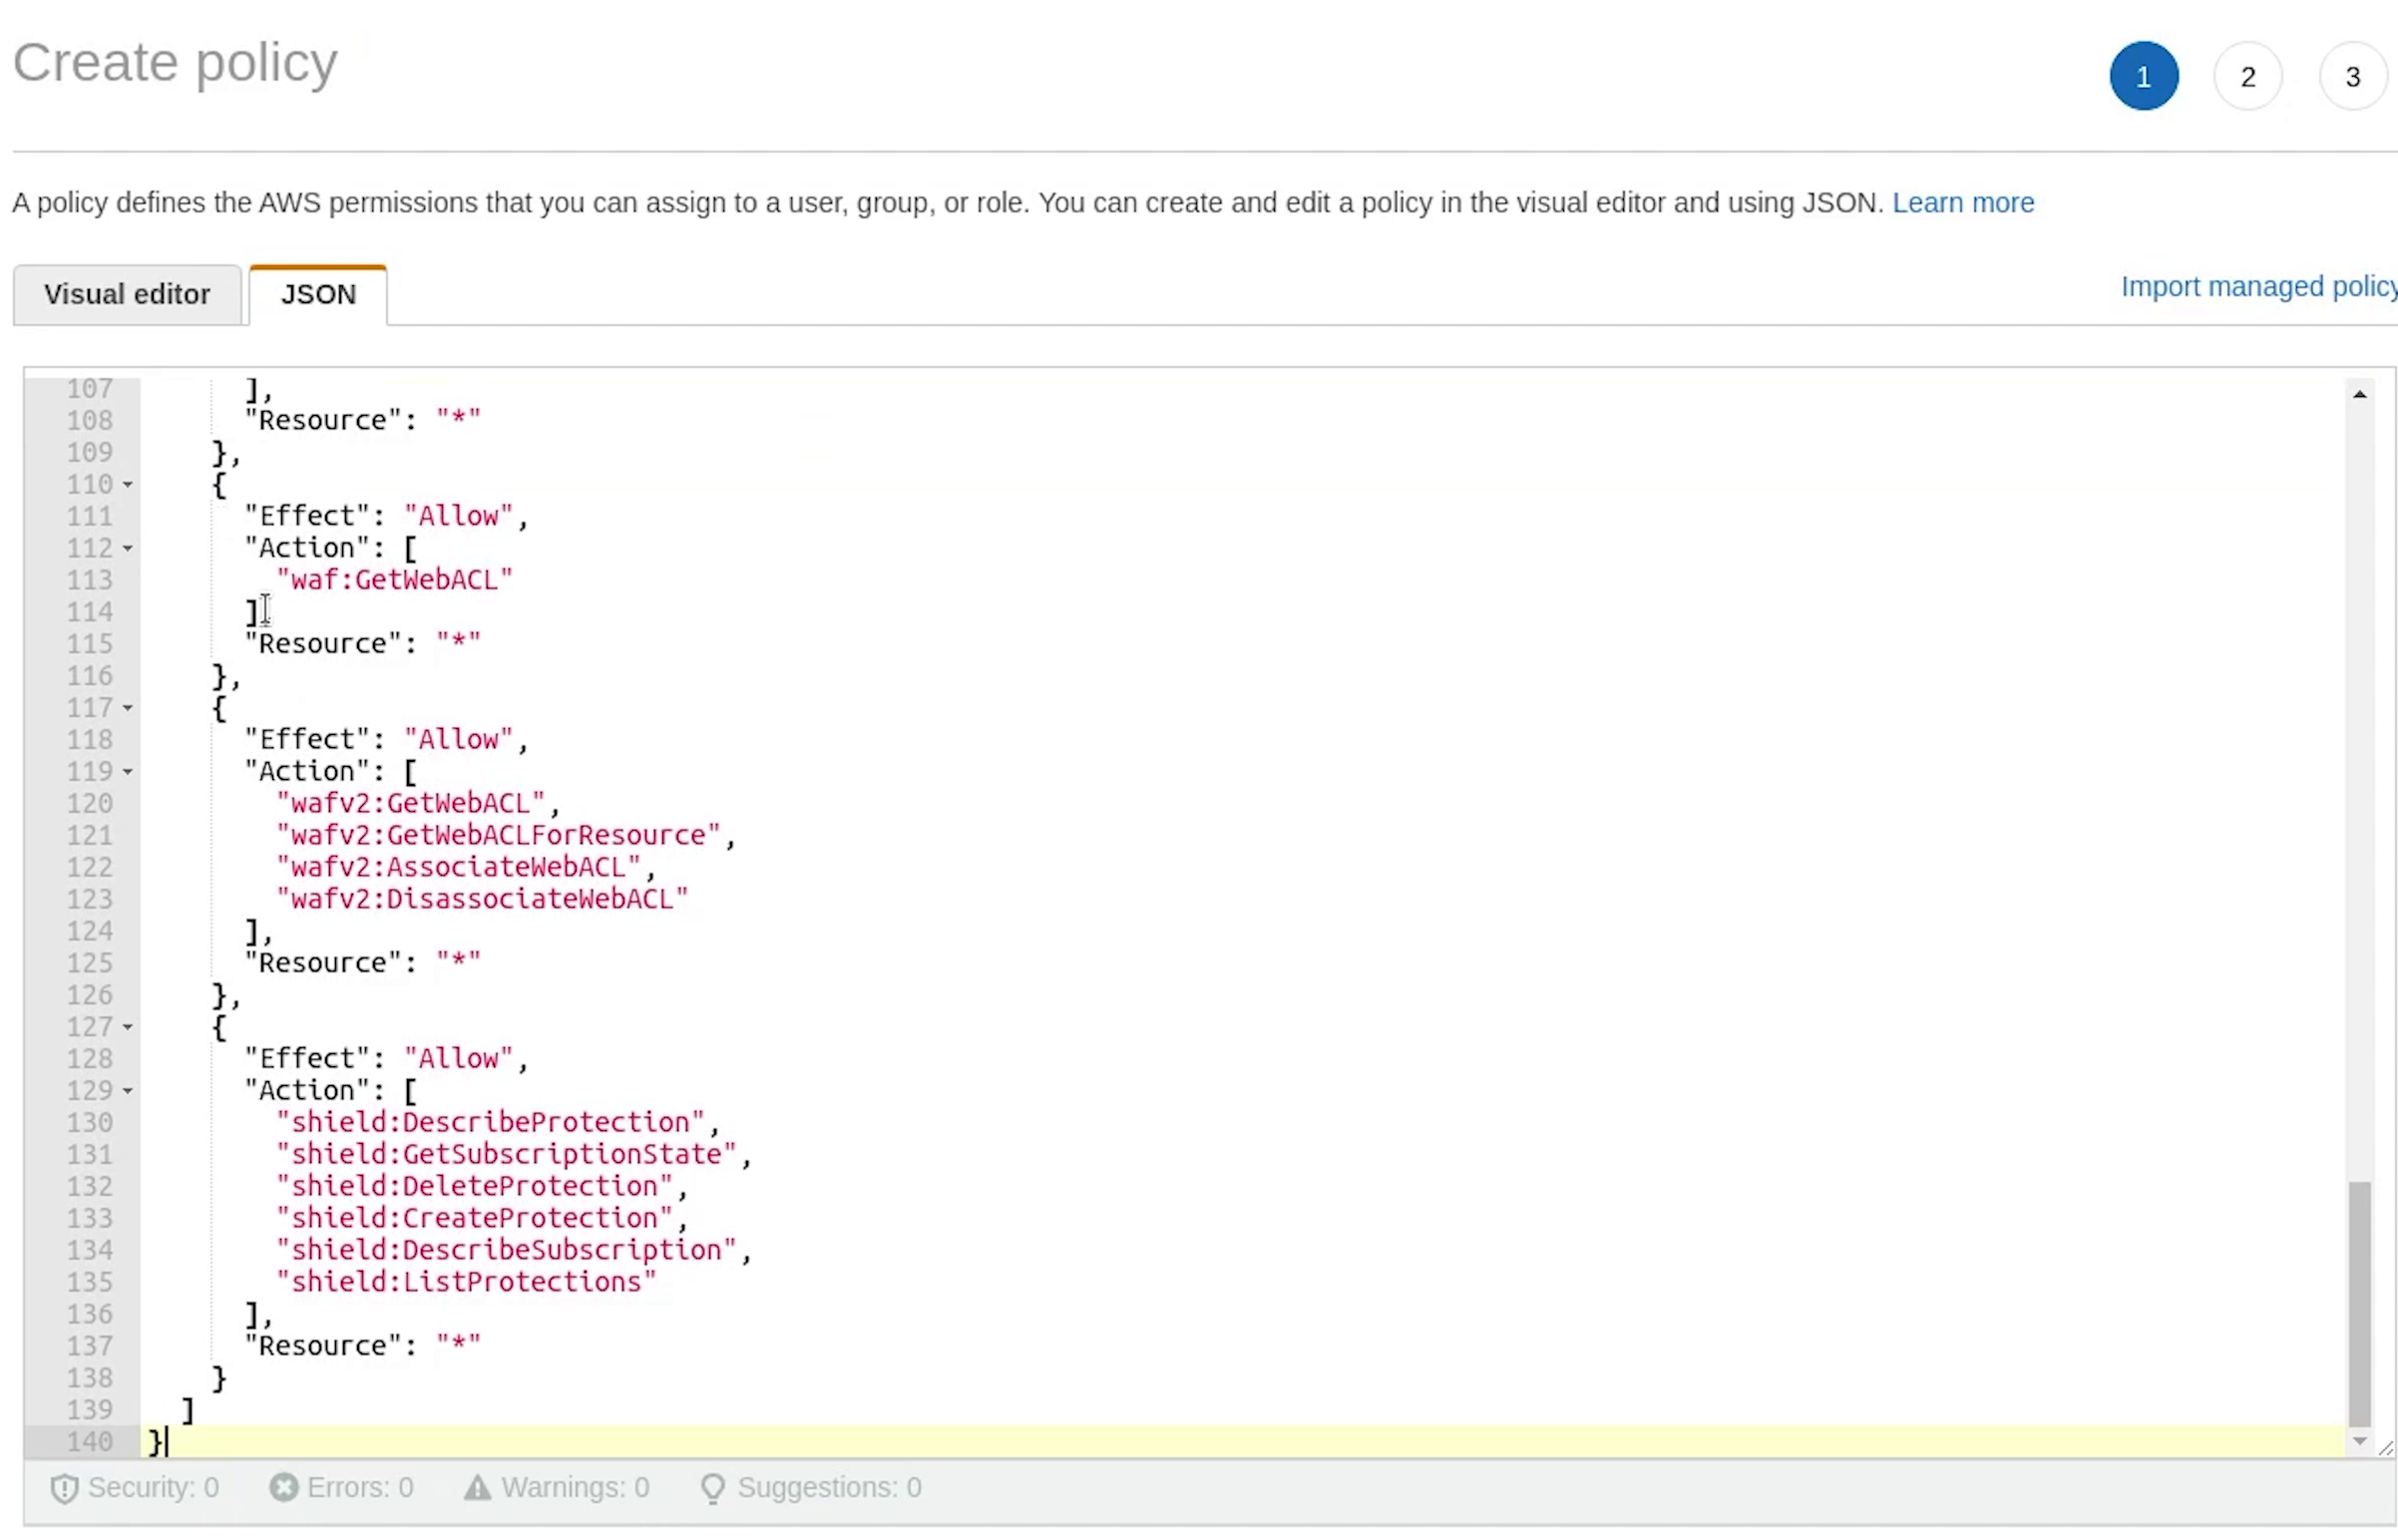 Create policy
1 2 3
A policy defines the AWS permissions that you can assign to a user, group, or role. You can create and edit a policy in the visual editor and using JSON. Learn more
Visual editor JSON Import managed policy
107 ],
108 "Resource": "*"
109 },
110 {
111 "Effect": "Allow",
112 "Action": [
113 "waf:GetWebACL"
114 ]
115 "Resource": "*"
116 },
117 {
118 "Effect": "Allow",
119 "Action": [
120 "wafv2:GetWebACL",
121 "wafv2:GetWebACLForResource",
122 "wafv2:AssociateWebACL",
123 "wafv2:DisassociateWebACL"
124 ],
125 "Resource": "*"
126 },
127 {
128 "Effect": "Allow",
129 "Action": [
130 "shield:DescribeProtection",
131 "shield:GetSubscriptionState",
132 "shield:DeleteProtection",
133 "shield:CreateProtection",
134 "shield:DescribeSubscription",
135 "shield:ListProtections"
136 ],
137 "Resource": "*"
138 }
139 ]
140 }
Security: 0 Errors: 0 Warnings: 0 Suggestions: 0